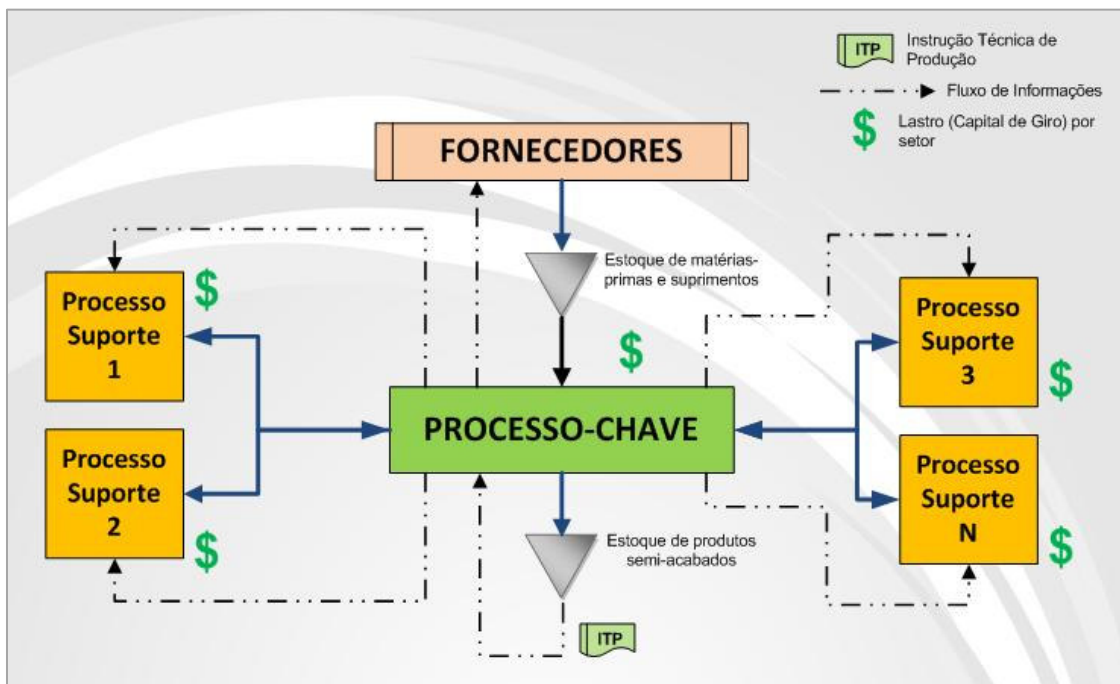 ITP
Instrução Técnica de
Produção
Fluxo de Informações
$
Lastro (Capital de Giro) por
setor
FORNECEDORES
Estoque de matérias-
primas e suprimentos
Processo
Suporte
1
$
$
Processo
Suporte
3
$
PROCESSO-CHAVE
Processo
Suporte
2
$
Processo
Suporte
N
$
Estoque de produtos
semi-acabados
ITP